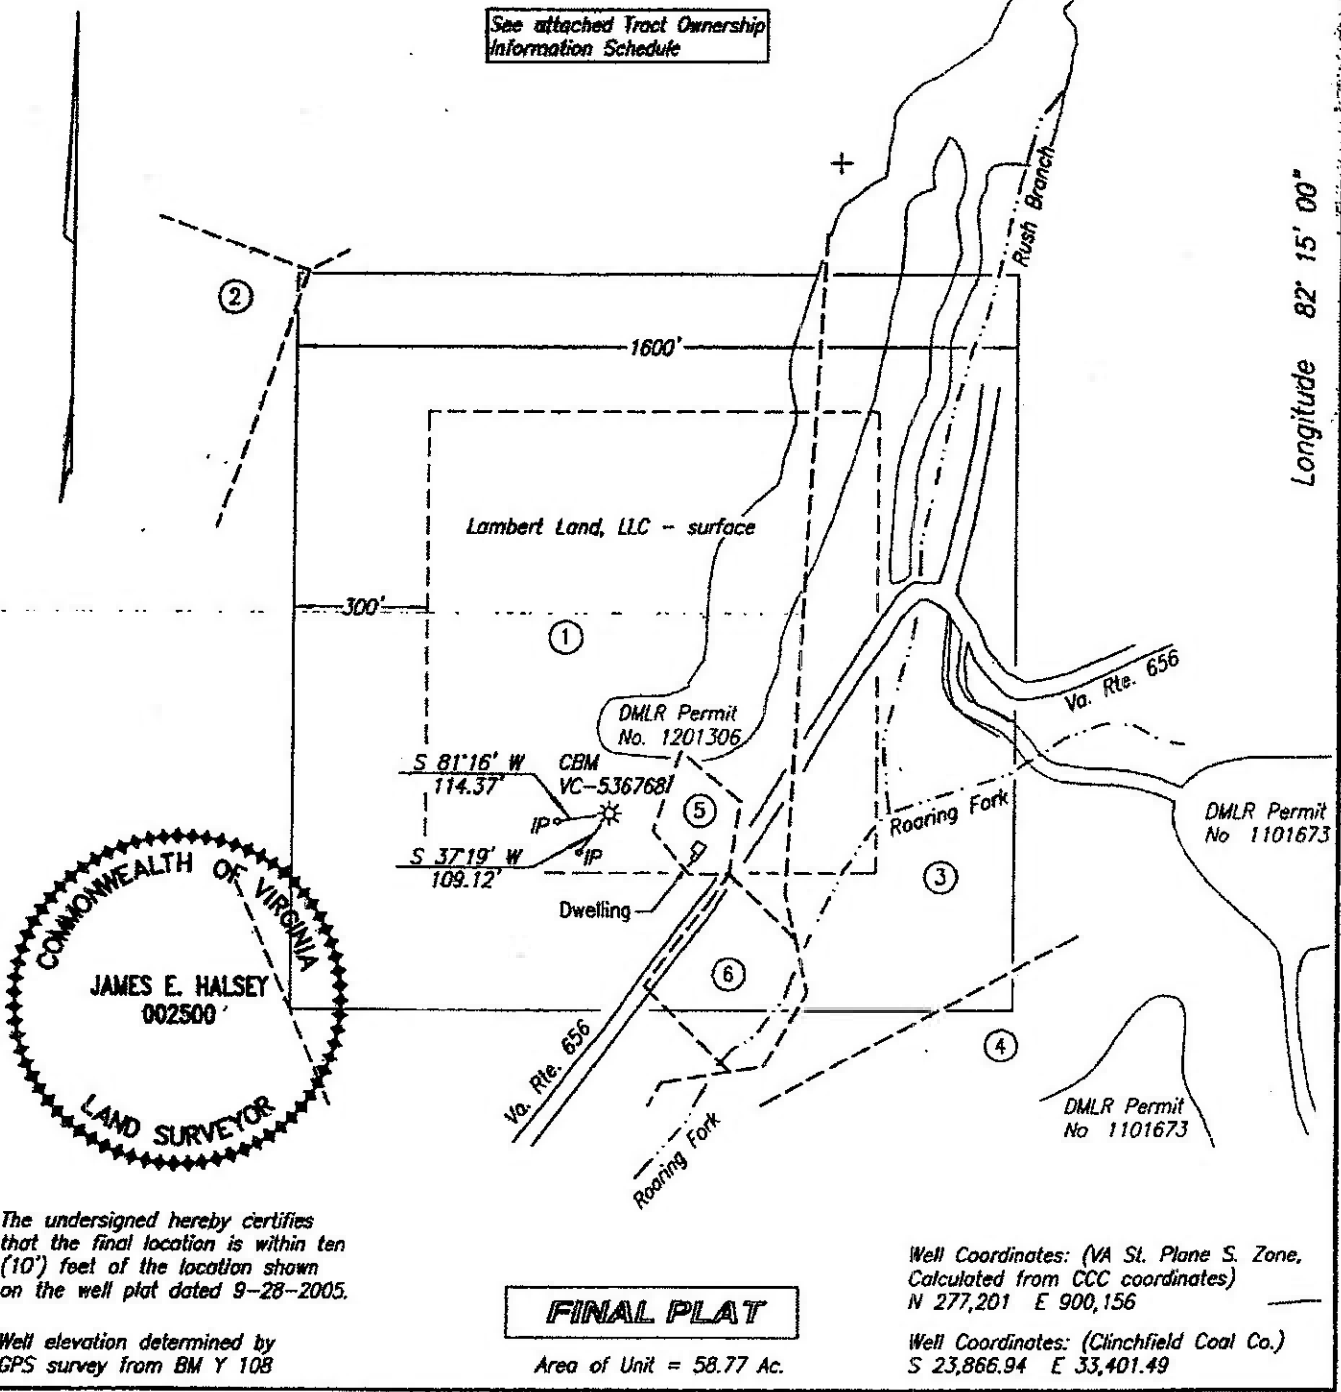 See attached Tract Ownership
Information Schedule
Rush Branch
Longitude 82° 15' 00"
2
1600'
Lambert Land, LLC - surface
300'
1
Va. Rte. 656
DMLR Permit
No. 1201306
S 81°16' W
114.37'
CBM
VC-536768
5
IP
IP
S 37°19' W
109.12'
Roaring Fork
DMLR Permit
No 1101673
3
Dwelling
6
COMMONWEALTH OF VIRGINIA
JAMES E. HALSEY
002500
LAND SURVEYOR
4
Va. Rte. 656
DMLR Permit
No 1101673
Roaring Fork
The undersigned hereby certifies
that the final location is within ten
(10') feet of the location shown
on the well plat dated 9-28-2005.
Well elevation determined by
GPS survey from BM Y 108
FINAL PLAT
Area of Unit = 58.77 Ac.
Well Coordinates: (VA St. Plane S. Zone,
Calculated from CCC coordinates)
N 277,201 E 900,156
Well Coordinates: (Clinchfield Coal Co.)
S 23,866.94 E 33,401.49